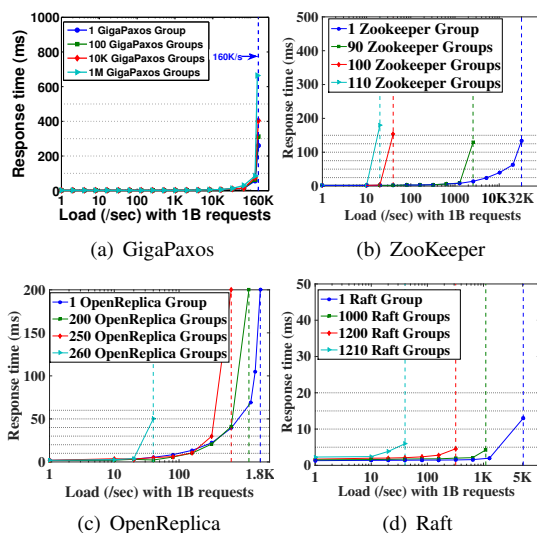 1000
800
600
400
200
0
Response time (ms)
1 GigaPaxos Group
100 GigaPaxos Groups
10K GigaPaxos Groups
1M GigaPaxos Groups
160K/s
1 10 100 1K 10K 160K
Load (/sec) with 1B requests
(a) GigaPaxos
500
400
300
200
100
0
Response time (ms)
1 Zookeeper Group
90 Zookeeper Groups
100 Zookeeper Groups
110 Zookeeper Groups
1 10 100 1000 10K 32K
Load (/sec) with 1B requests
(b) ZooKeeper
200
150
100
50
0
Response time (ms)
1 OpenReplica Group
200 OpenReplica Groups
250 OpenReplica Groups
260 OpenReplica Groups
1 10 100 1.8K
Load (/sec) with 1B requests
(c) OpenReplica
50
40
30
20
10
0
Response time (ms)
1 Raft Group
1000 Raft Groups
1200 Raft Groups
1210 Raft Groups
1 10 100 1K 5K
Load (/sec) with 1B requests
(d) Raft